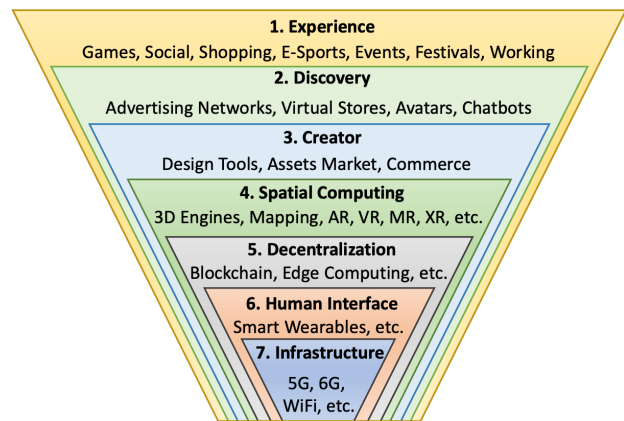 1. Experience
Games, Social, Shopping, E-Sports, Events, Festivals, Working
2. Discovery
Advertising Networks, Virtual Stores, Avatars, Chatbots
3. Creator
Design Tools, Assets Market, Commerce
4. Spatial Computing
3D Engines, Mapping, AR, VR, MR, XR, etc.
5. Decentralization
Blockchain, Edge Computing, etc.
6. Human Interface
Smart Wearables, etc.
7. Infrastructure
5G, 6G,
WiFi, etc.